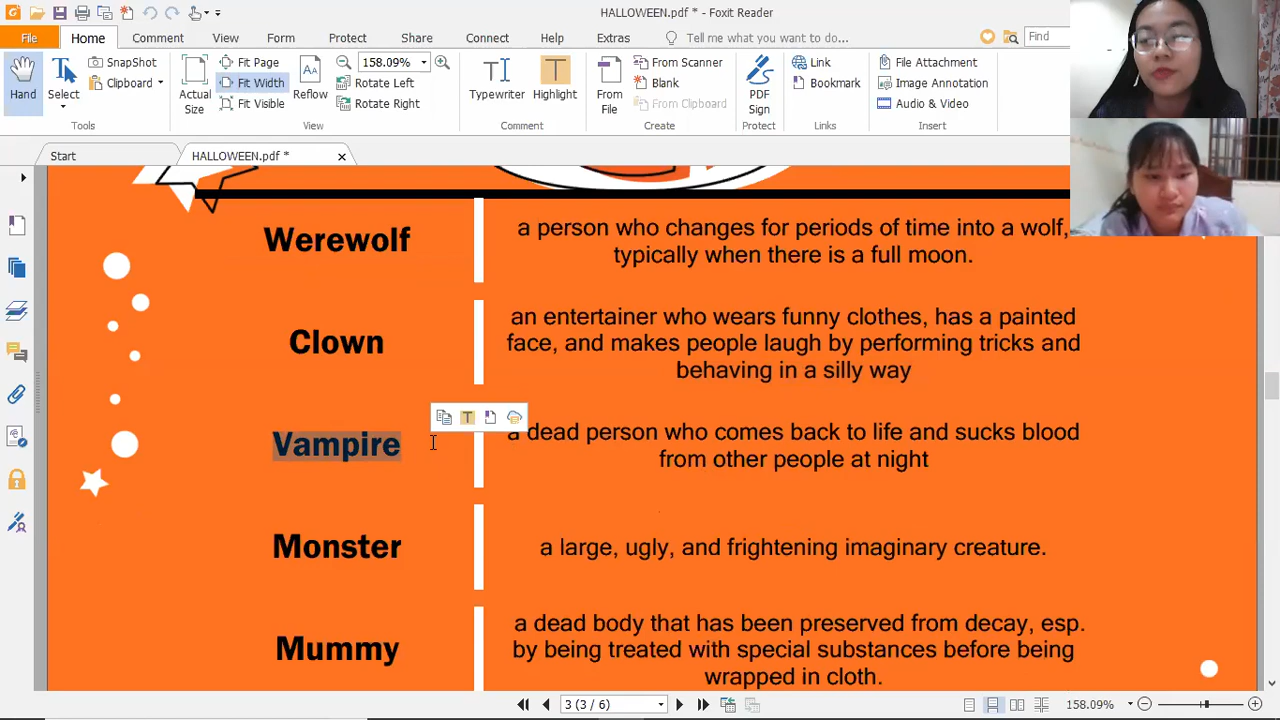 HALLOWEEN.pdf * - Foxit Reader
File
Home
Comment
View
Form
Protect
Share
Connect
Help
Extras
Tell me what you want to do...
Find
Hand
Select
SnapShot
Clipboard
Tools
Actual
Size
Fit Page
Fit Width
Fit Visible
Reflow
158.09%
Rotate Left
Rotate Right
View
Typewriter
Highlight
Comment
From
File
From Scanner
Blank
From Clipboard
Create
PDF
Sign
Protect
Link
Bookmark
Links
File Attachment
Image Annotation
Audio & Video
Insert
Start
HALLOWEEN.pdf *
Werewolf
a person who changes for periods of time into a wolf,
typically when there is a full moon.
Clown
an entertainer who wears funny clothes, has a painted
face, and makes people laugh by performing tricks and
behaving in a silly way
Vampire
a dead person who comes back to life and sucks blood
from other people at night
Monster
a large, ugly, and frightening imaginary creature.
Mummy
a dead body that has been preserved from decay, esp.
by being treated with special substances before being
wrapped in cloth.
3 (3 / 6)
158.09%